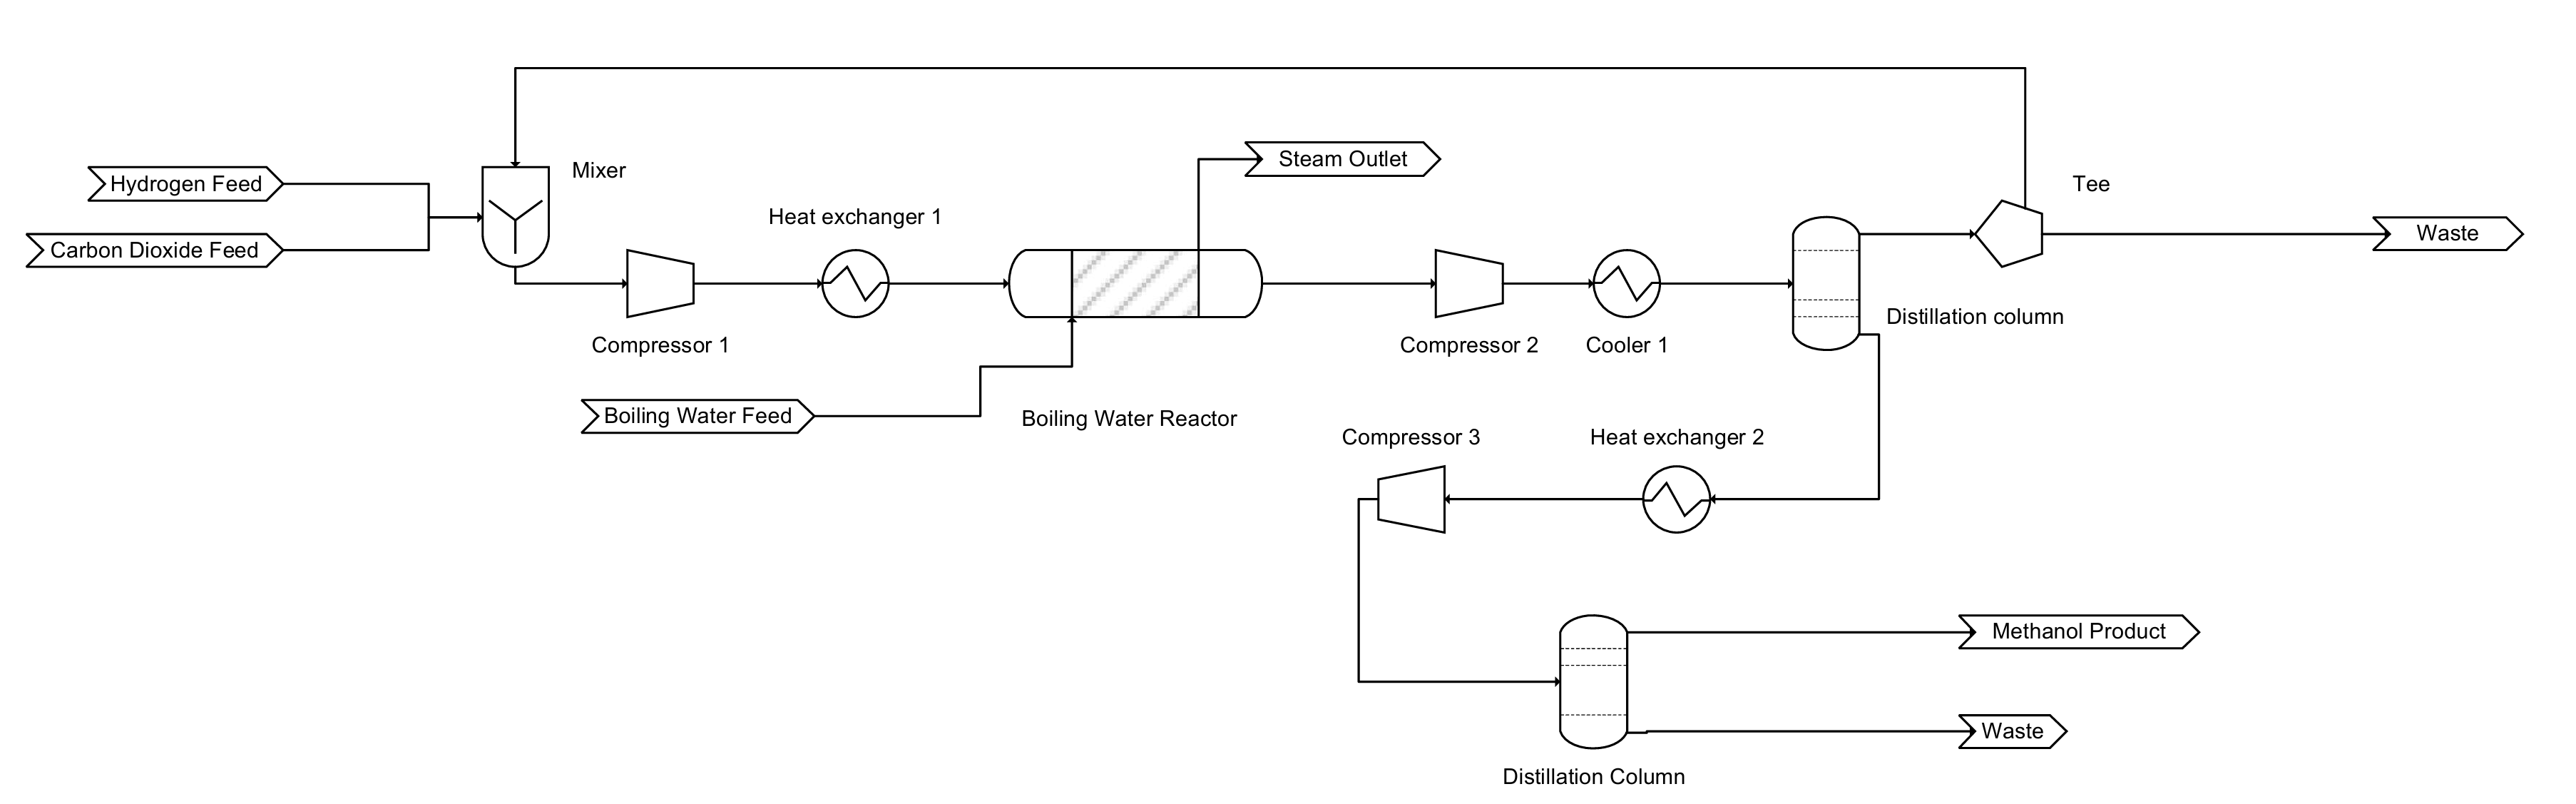 Steam Outlet
Mixer
Hydrogen Feed
Tee
Heat exchanger 1
Waste
Carbon Dioxide Feed
Distillation column
Compressor 1
Compressor 2
Cooler 1
Boiling Water Feed
Boiling Water Reactor
Compressor 3
Heat exchanger 2
Methanol Product
Waste
Distillation Column